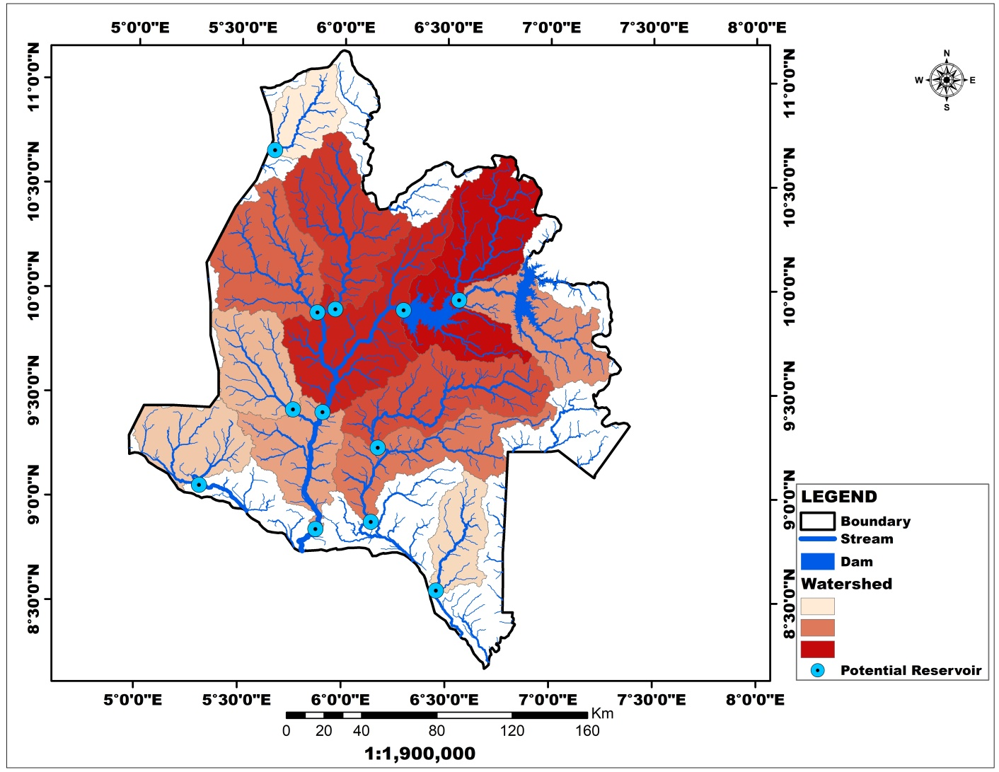 5°0'0"E 5°30'0"E 6°0'0"E 6°30'0"E 7°0'0"E 7°30'0"E 8°0'0"E
11°0'0"N
10°30'0"N
10°0'0"N
9°30'0"N
9°0'0"N
8°30'0"N
11°0'0"N
10°30'0"N
10°0'0"N
9°30'0"N
9°0'0"N
8°30'0"N
N
W E
S
LEGEND
Boundary
Stream
Dam
Watershed
Potential Reservoir
5°0'0"E 5°30'0"E 6°0'0"E 6°30'0"E 7°0'0"E 7°30'0"E 8°0'0"E
Km
0 20 40 80 120 160
1:1,900,000